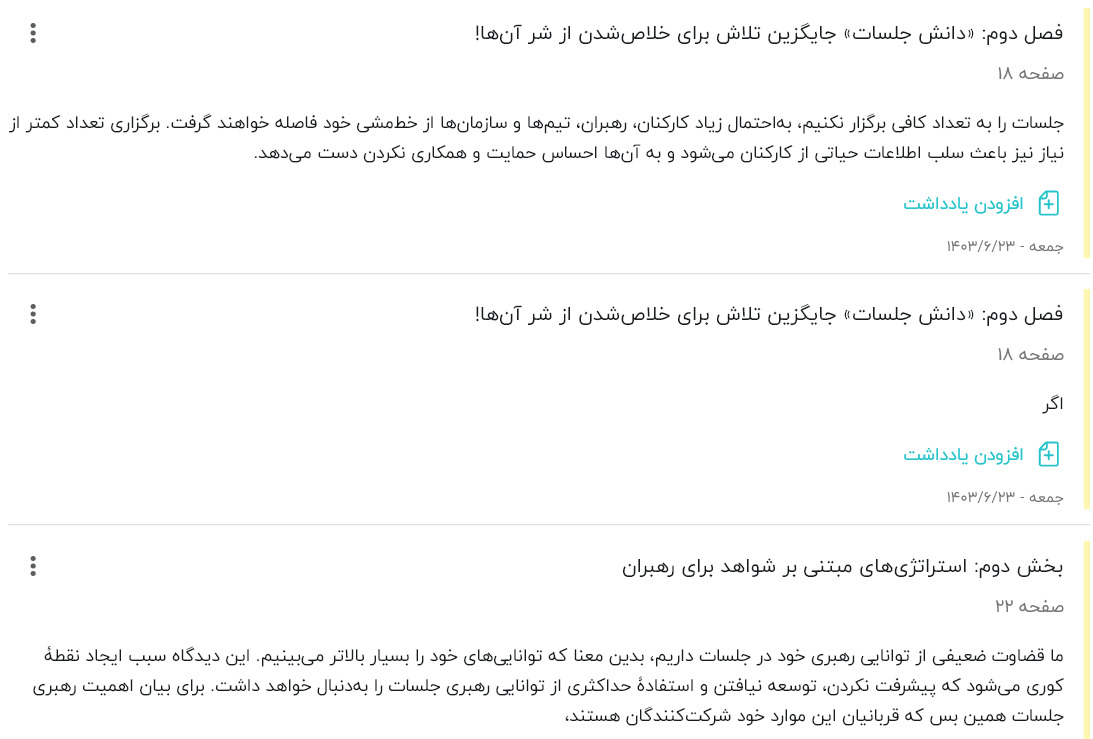 فصل دوم: «دانش جلسات» جایگزین تلاش برای خلاص‌شدن از شر آن‌ها!
صفحه ۱۸
جلسات را به تعداد کافی برگزار نکنیم، به‌احتمال زیاد کارکنان، رهبران، تیم‌ها و سازمان‌ها از خط‌مشی خود فاصله خواهند گرفت. برگزاری تعداد کمتر از
نیاز نیز باعث سلب اطلاعات حیاتی از کارکنان می‌شود و به آن‌ها احساس حمایت و همکاری نکردن دست می‌دهد.
افزودن یادداشت
جمعه - ۱۴۰۳/۶/۲۳
فصل دوم: «دانش جلسات» جایگزین تلاش برای خلاص‌شدن از شر آن‌ها!
صفحه ۱۸
اگر
افزودن یادداشت
جمعه - ۱۴۰۳/۶/۲۳
بخش دوم: استراتژی‌های مبتنی بر شواهد برای رهبران
صفحه ۲۲
ما قضاوت ضعیفی از توانایی رهبری خود در جلسات داریم، بدین معنا که توانایی‌های خود را بسیار بالاتر می‌بینیم. این دیدگاه سبب ایجاد نقطهٔ
کوری می‌شود که پیشرفت نکردن، توسعه نیافتن و استفادهٔ حداکثری از توانایی رهبری جلسات را به‌دنبال خواهد داشت. برای بیان اهمیت رهبری
جلسات همین بس که قربانیان این موارد خود شرکت‌کنندگان هستند،